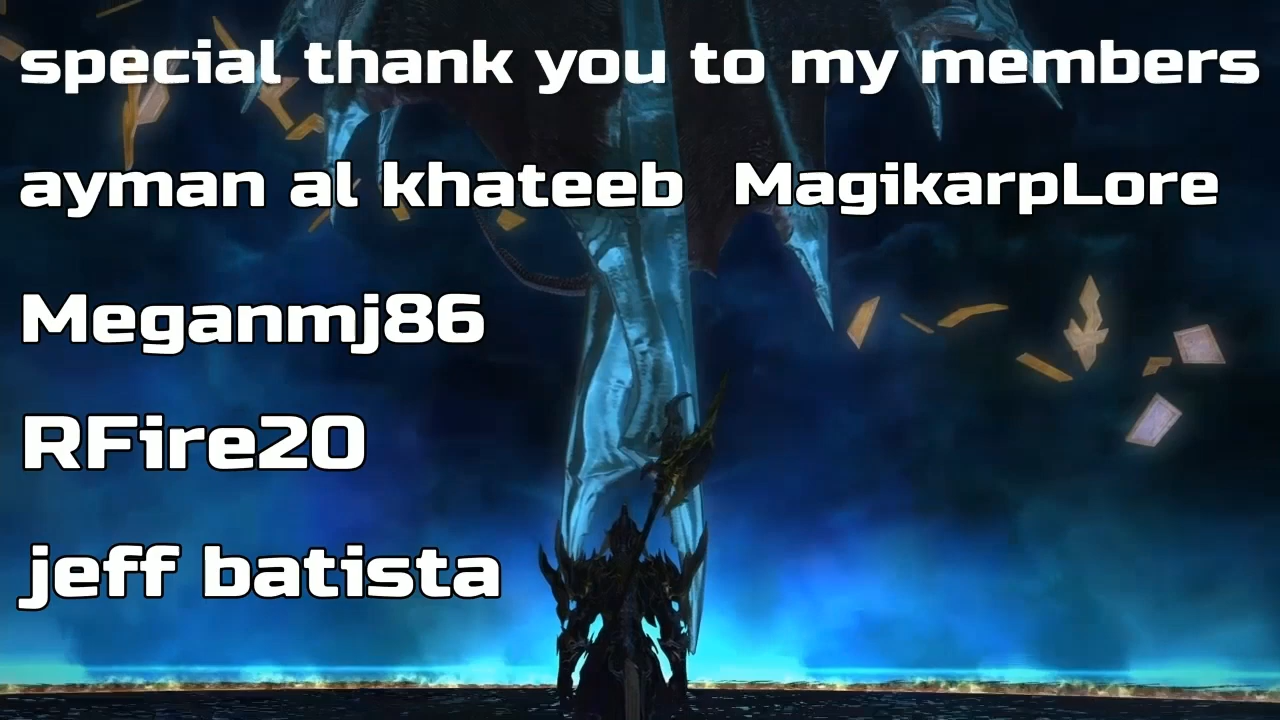 special thank you to my members
ayman al khateeb MagikarpLore
Meganmj86
RFire20
jeff batista